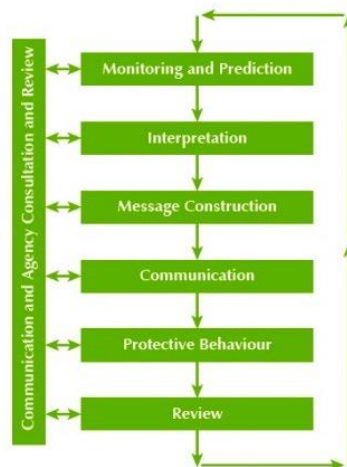 Communication and Agency Consultation and Review
Monitoring and Prediction
Interpretation
Message Construction
Communication
Protective Behaviour
Review